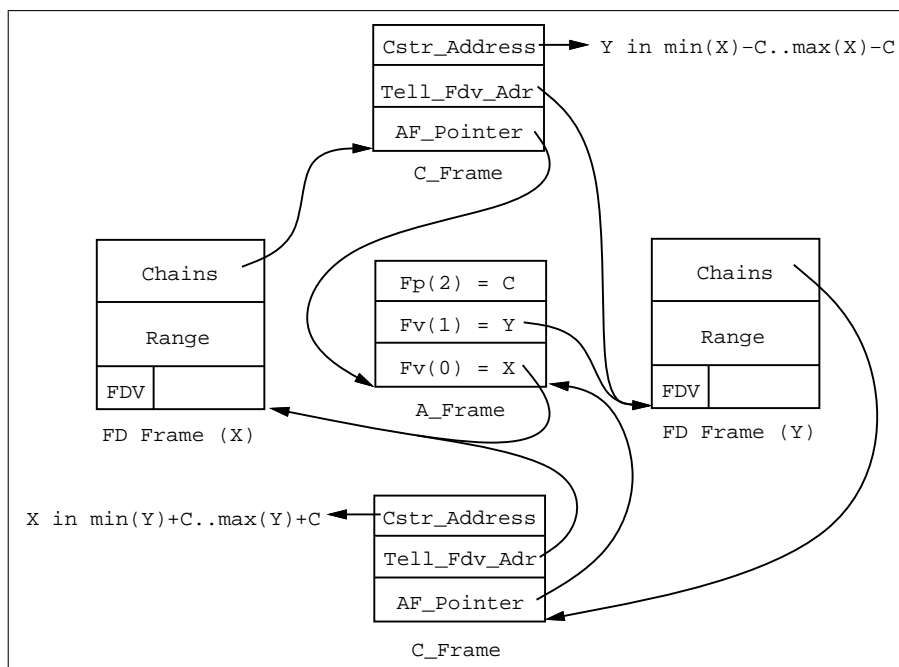 Cstr_Address
Y in min(X)-C..max(X)-C
Tell_Fdv_Adr
AF_Pointer
C_Frame
Chains
Range
FDV
FD Frame (X)
Fp(2) = C
Fv(1) = Y
Fv(0) = X
A_Frame
Chains
Range
FDV
FD Frame (Y)
X in min(Y)+C..max(Y)+C
Cstr_Address
Tell_Fdv_Adr
AF_Pointer
C_Frame